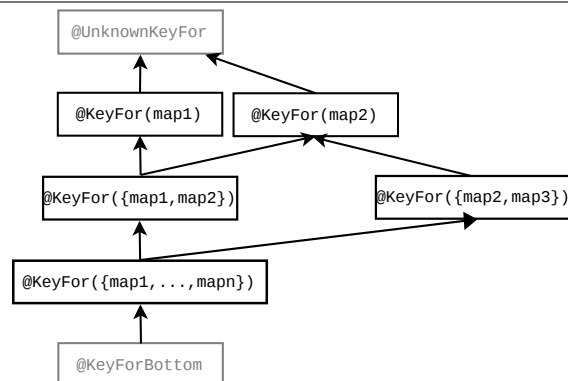 @UnknownKeyFor
@KeyFor(map1)
@KeyFor(map2)
@KeyFor({map1,map2})
@KeyFor({map2,map3})
@KeyFor({map1,...,mapn})
@KeyForBottom